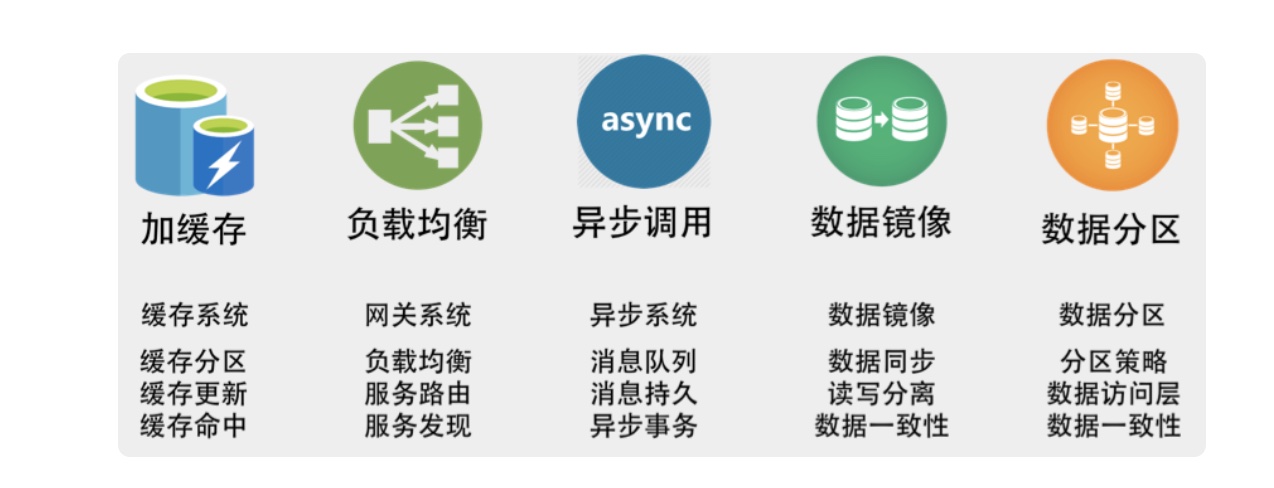 async
加缓存
负载均衡
异步调用
数据镜像
数据分区
缓存系统
网关系统
异步系统
数据镜像
数据分区
缓存分区
负载均衡
消息队列
数据同步
分区策略
缓存更新
服务路由
消息持久
读写分离
数据访问层
缓存命中
服务发现
异步事务
数据一致性
数据一致性